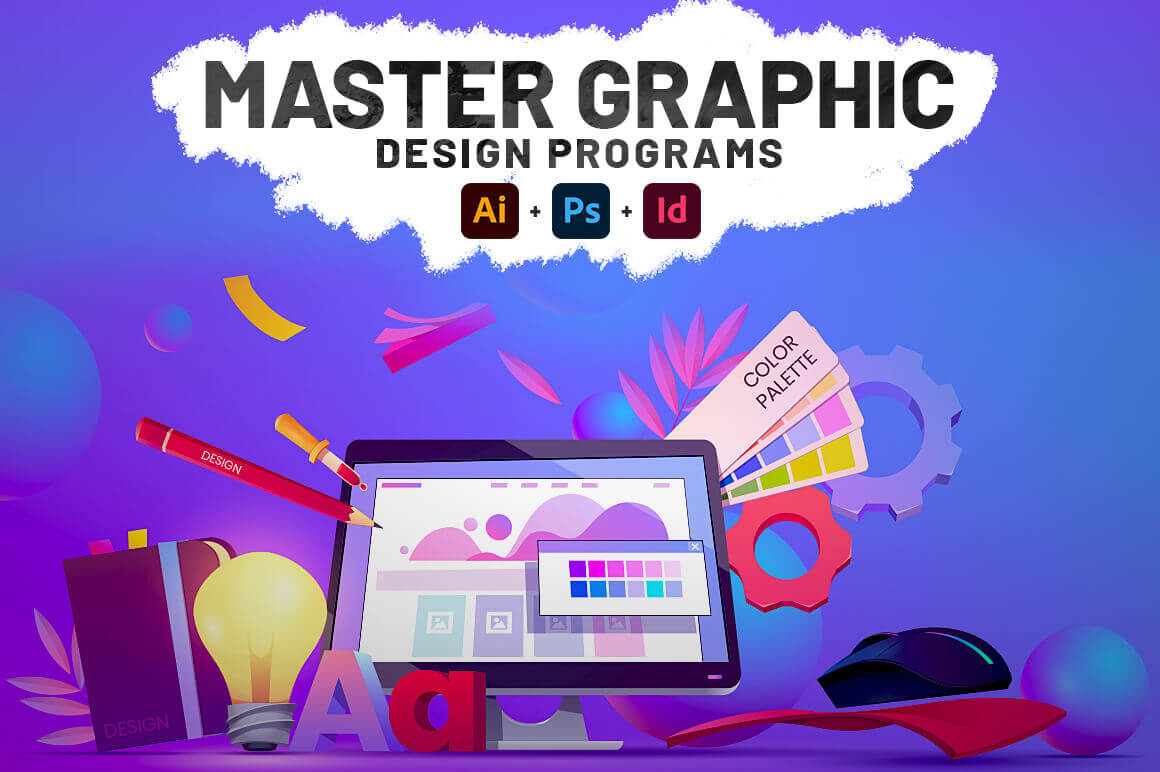 MASTER GRAPHIC
DESIGN PROGRAMS
Ai + Ps + Id
COLOR
PALETTE
DESIGN
DESIGN
Aa